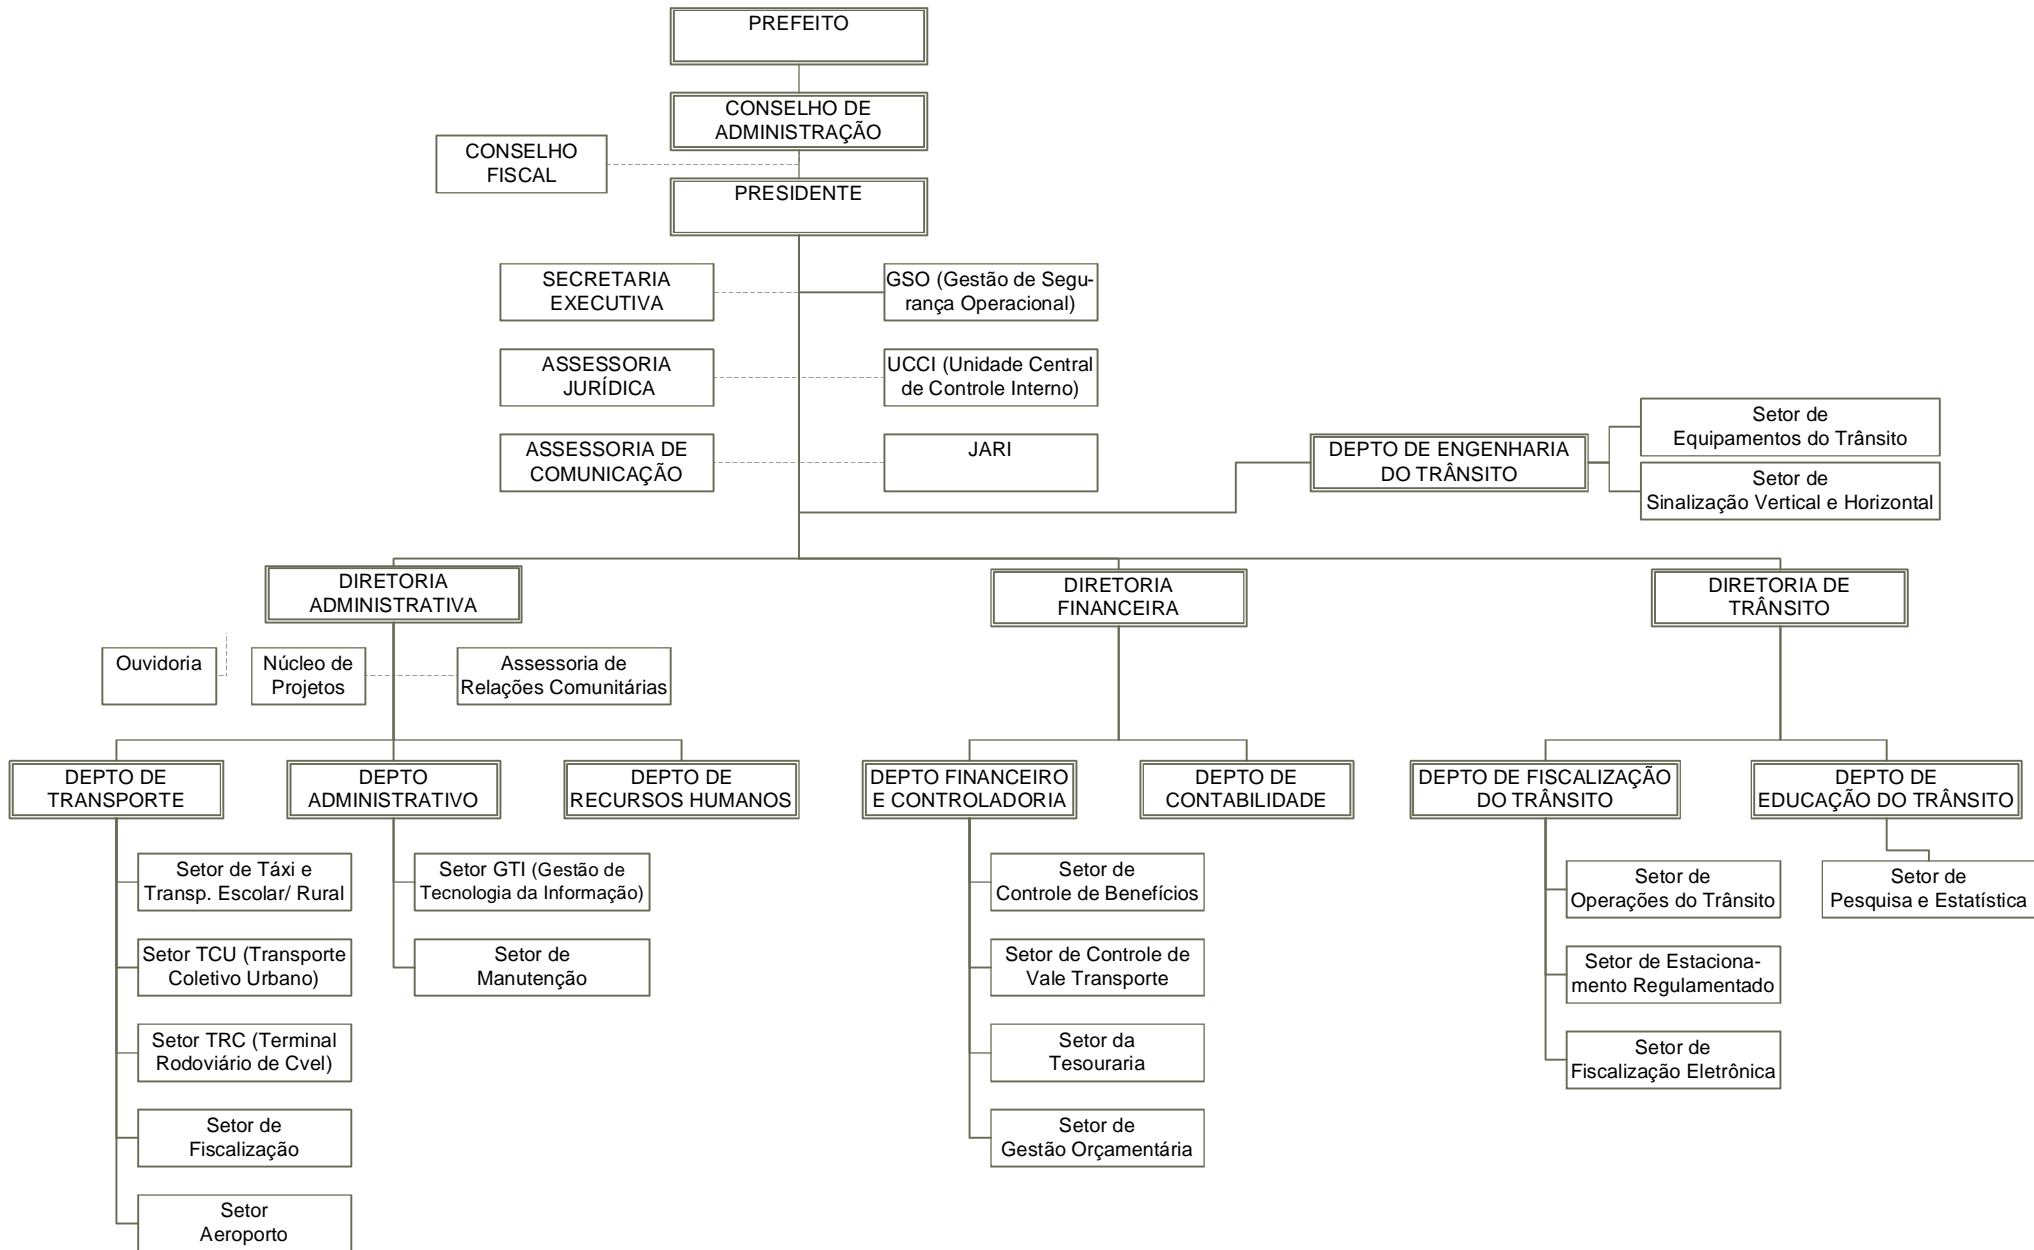 PREFEITO
CONSELHO DE
ADMINISTRAÇÃO
CONSELHO
FISCAL
PRESIDENTE
SECRETARIA
EXECUTIVA
GSO (Gestão de Segu-
rança Operacional)
ASSESSORIA
JURÍDICA
UCCI (Unidade Central
de Controle Interno)
ASSESSORIA DE
COMUNICAÇÃO
JARI
DEPTO DE ENGENHARIA
DO TRÂNSITO
Setor de
Equipamentos do Trânsito
Setor de
Sinalização Vertical e Horizontal
DIRETORIA
ADMINISTRATIVA
DIRETORIA
FINANCEIRA
DIRETORIA DE
TRÂNSITO
Ouvidoria
Núcleo de
Projetos
Assessoria de
Relações Comunitárias
DEPTO DE
TRANSPORTE
DEPTO
ADMINISTRATIVO
DEPTO DE
RECURSOS HUMANOS
DEPTO FINANCEIRO
E CONTROLADORIA
DEPTO DE
CONTABILIDADE
DEPTO DE FISCALIZAÇÃO
DO TRÂNSITO
DEPTO DE
EDUCAÇÃO DO TRÂNSITO
Setor de Táxi e
Transp. Escolar/ Rural
Setor TCU (Transporte
Coletivo Urbano)
Setor TRC (Terminal
Rodoviário de Cvel)
Setor de
Fiscalização
Setor
Aeroporto
Setor GTI (Gestão de
Tecnologia da Informação)
Setor de
Manutenção
Setor de
Controle de Benefícios
Setor de Controle de
Vale Transporte
Setor da
Tesouraria
Setor de
Gestão Orçamentária
Setor de
Operações do Trânsito
Setor de Estaciona-
mento Regulamentado
Setor de
Fiscalização Eletrônica
Setor de
Pesquisa e Estatística